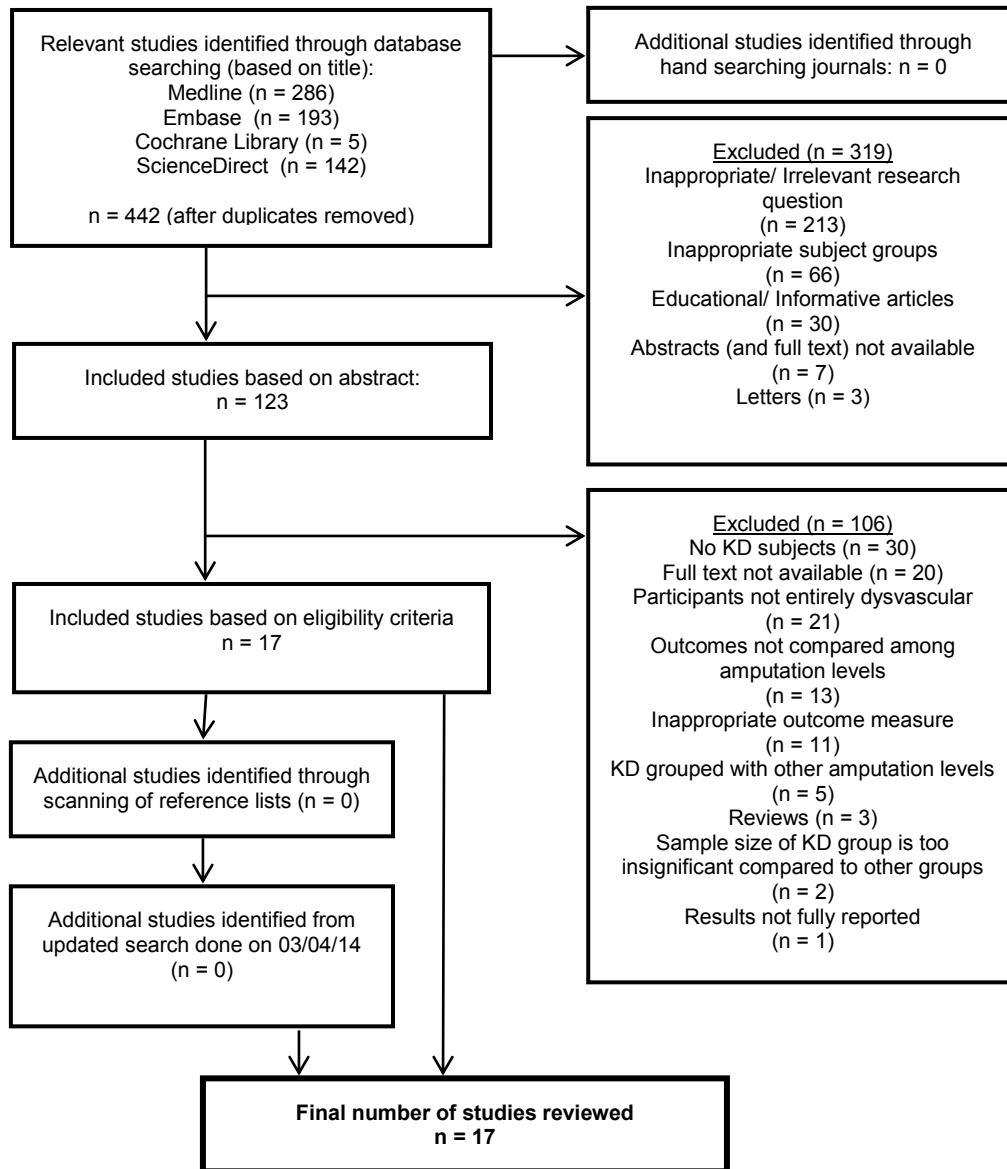 Relevant studies identified through database
searching (based on title):
Medline (n = 286)
Embase (n = 193)
Cochrane Library (n = 5)
ScienceDirect (n = 142)
n = 442 (after duplicates removed)
Additional studies identified through
hand searching journals: n = 0
Excluded (n = 319)
Inappropriate/ Irrelevant research
question
(n = 213)
Inappropriate subject groups
(n = 66)
Educational/ Informative articles
(n = 30)
Abstracts (and full text) not available
(n = 7)
Letters (n = 3)
Included studies based on abstract:
n = 123
Excluded (n = 106)
No KD subjects (n = 30)
Full text not available (n = 20)
Participants not entirely dysvascular
(n = 21)
Outcomes not compared among
amputation levels
(n = 13)
Inappropriate outcome measure
(n = 11)
KD grouped with other amputation levels
(n = 5)
Reviews (n = 3)
Sample size of KD group is too
insignificant compared to other groups
(n = 2)
Results not fully reported
(n = 1)
Included studies based on eligibility criteria
n = 17
Additional studies identified through
scanning of reference lists (n = 0)
Additional studies identified from
updated search done on 03/04/14
(n = 0)
Final number of studies reviewed
n = 17